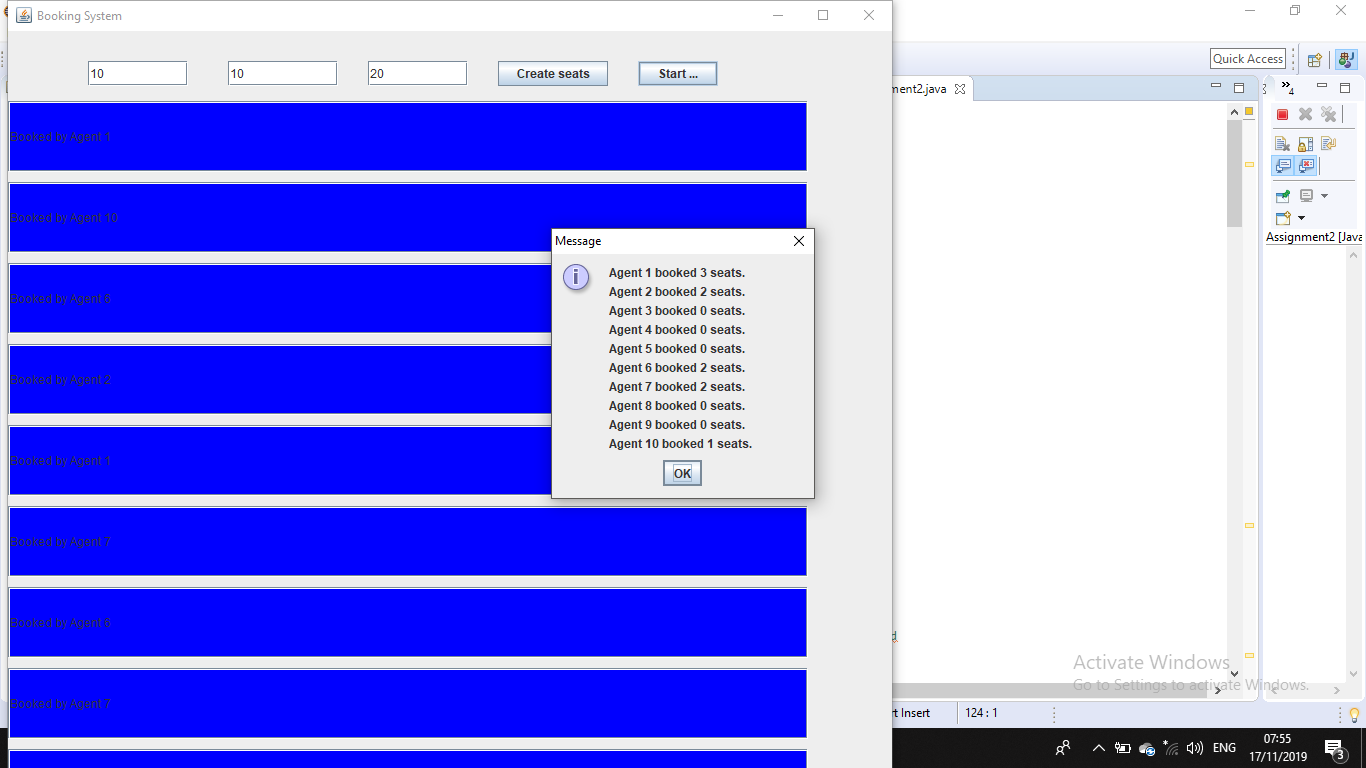 Booking System
Quick Access
10 10 20 Create seats Start ...
ment2.java
4
Booked by Agent 1
Booked by Agent 10
Booked by Agent 6
Booked by Agent 2
Booked by Agent 1
Booked by Agent 7
Booked by Agent 6
Booked by Agent 7
Message
Agent 1 booked 3 seats.
Agent 2 booked 2 seats.
Agent 3 booked 0 seats.
Agent 4 booked 0 seats.
Agent 5 booked 0 seats.
Agent 6 booked 2 seats.
Agent 7 booked 2 seats.
Agent 8 booked 0 seats.
Agent 9 booked 0 seats.
Agent 10 booked 1 seats.
OK
Assignment2 [Java
Activate Windows
Go to Settings to activate Windows.
rt Insert 124 : 1
ENG
07:55
17/11/2019
3